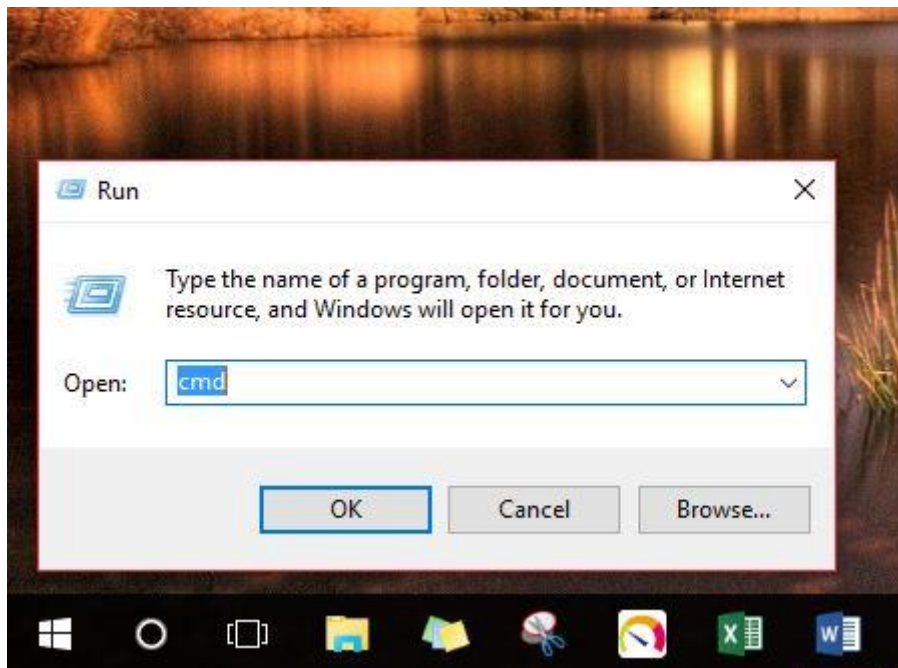 Run
Type the name of a program, folder, document, or Internet
resource, and Windows will open it for you.
Open:
cmd
OK
Cancel
Browse...
X
W